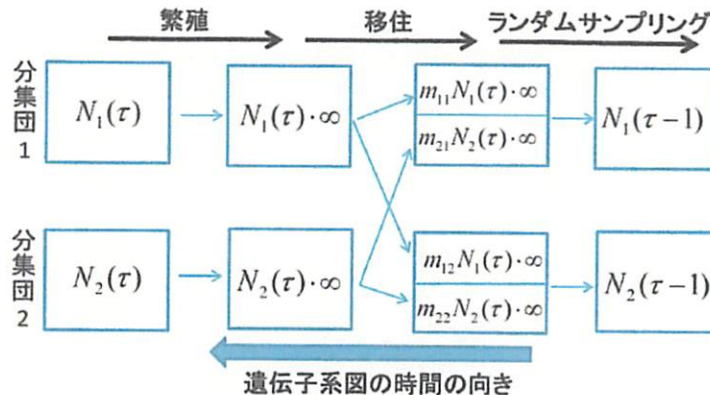 繁殖 移住 ランダムサンプリング
分集団1
N₁(τ) N₁(τ)·∞ m₁₁N₁(τ)·∞ N₁(τ−1)
m₂₁N₂(τ)·∞
分集団2
N₂(τ) N₂(τ)·∞ m₁₂N₁(τ)·∞ N₂(τ−1)
m₂₂N₂(τ)·∞
遺伝子系図の時間の向き